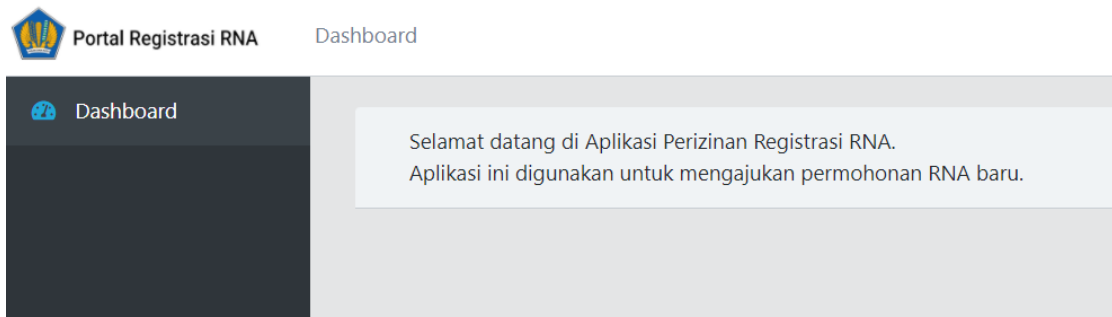 Portal Registrasi RNA
Dashboard
Dashboard
Selamat datang di Aplikasi Perizinan Registrasi RNA.
Aplikasi ini digunakan untuk mengajukan permohonan RNA baru.